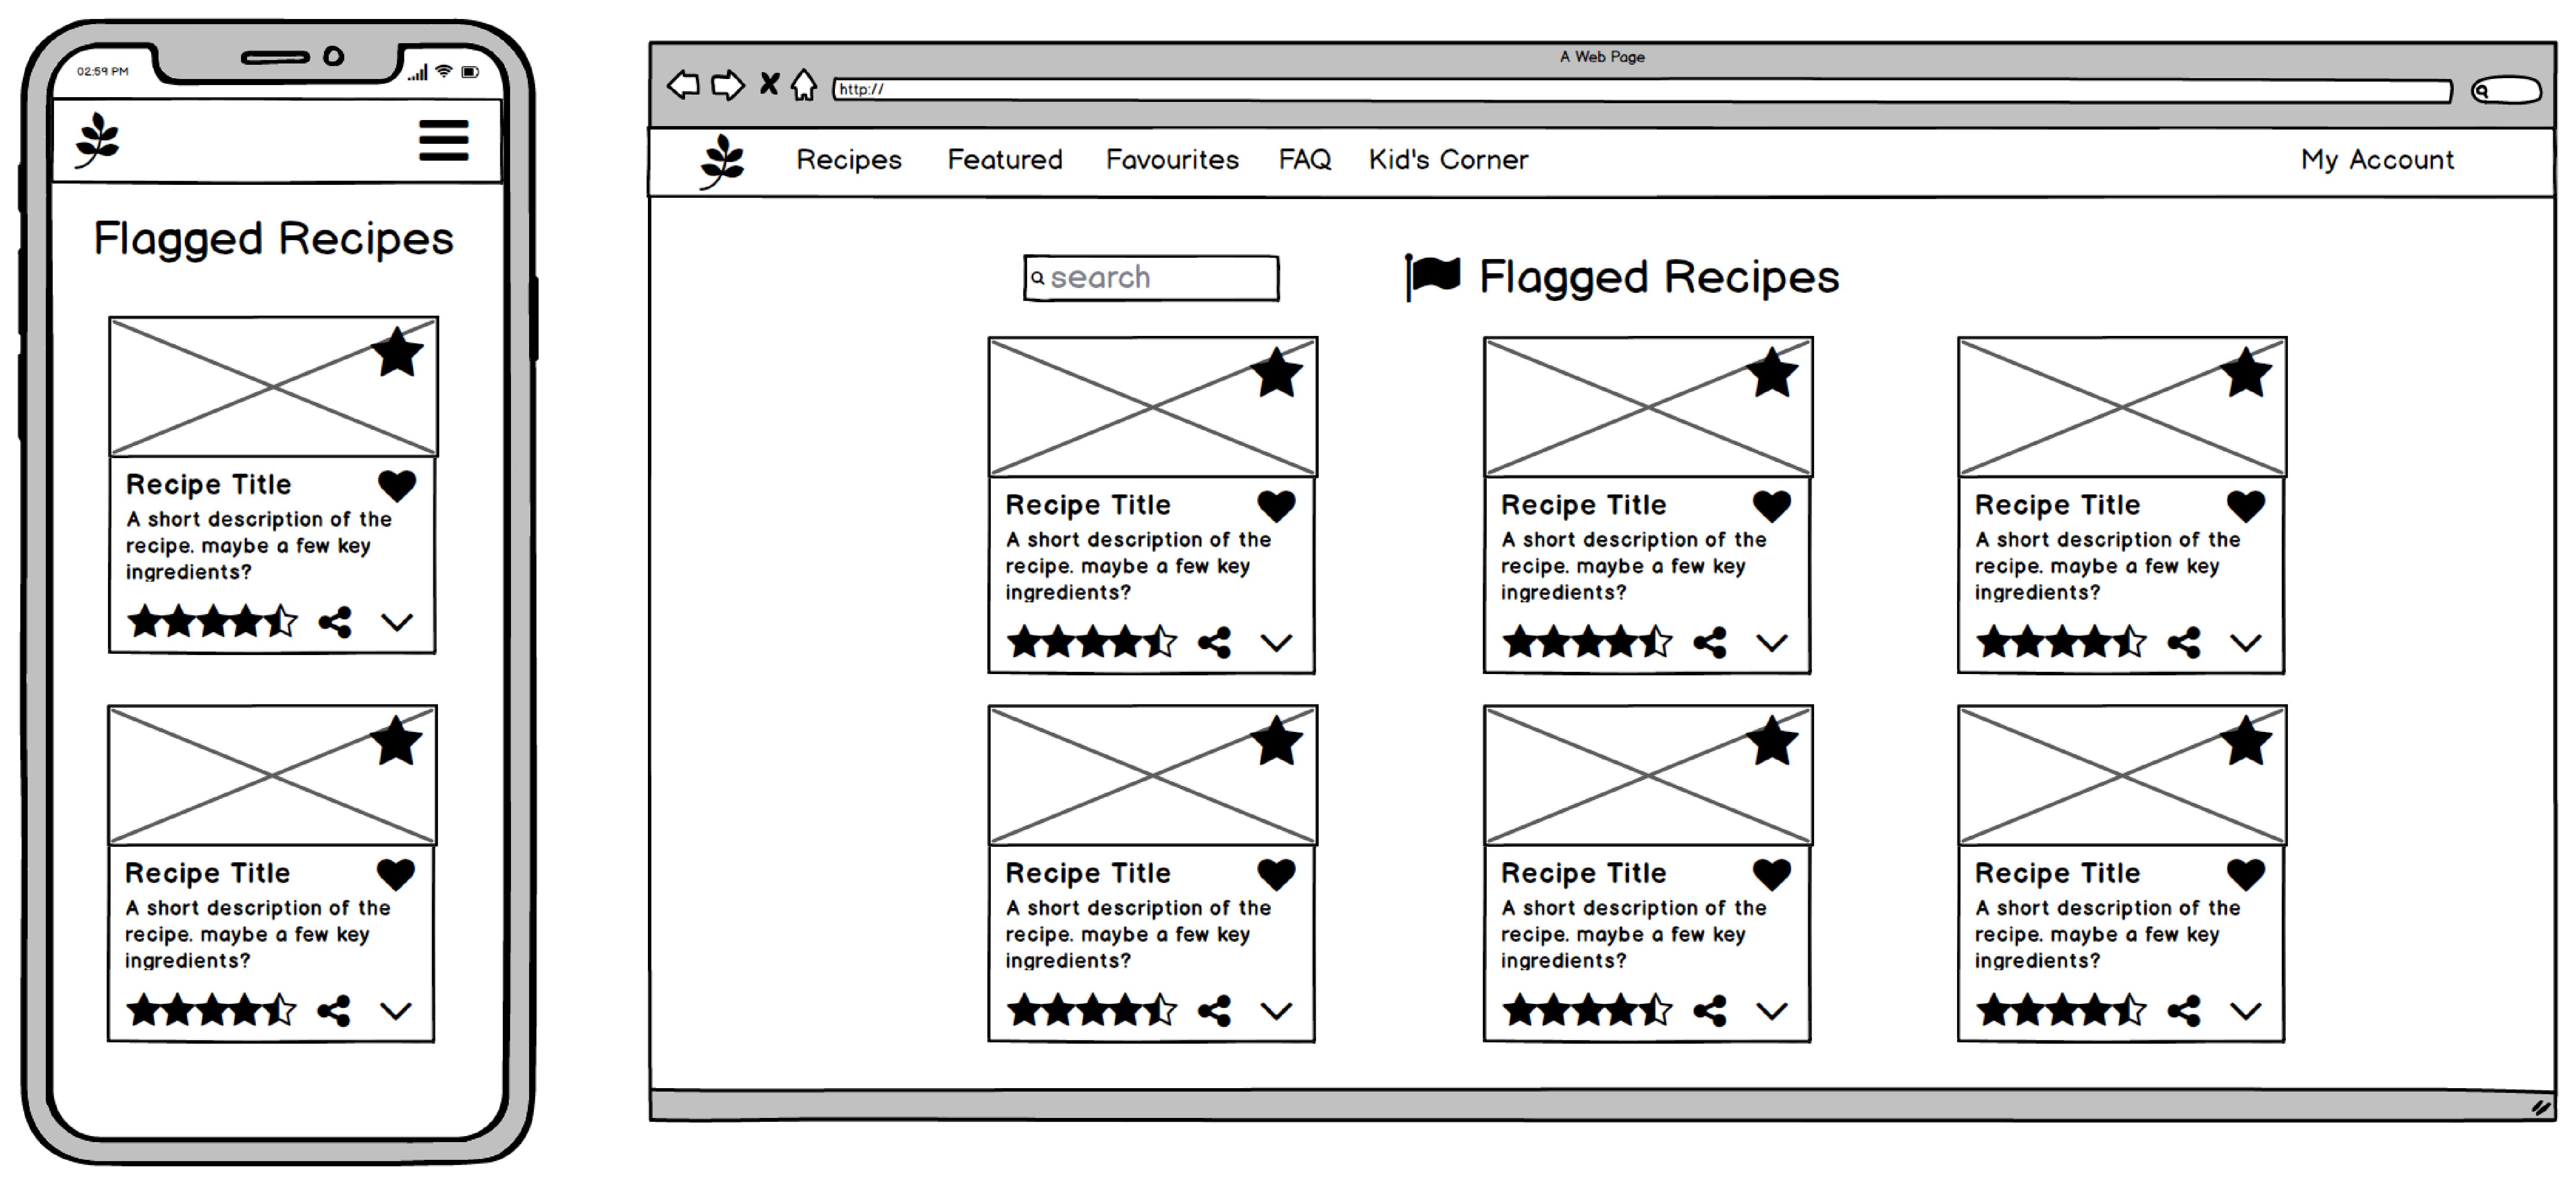 02:59 PM
Flagged Recipes
Recipe Title
A short description of the
recipe. maybe a few key
ingredients?
Recipe Title
A short description of the
recipe. maybe a few key
ingredients?
A Web Page
http://
Recipes Featured Favourites FAQ Kid's Corner My Account
search
Flagged Recipes
Recipe Title
A short description of the
recipe. maybe a few key
ingredients?
Recipe Title
A short description of the
recipe. maybe a few key
ingredients?
Recipe Title
A short description of the
recipe. maybe a few key
ingredients?
Recipe Title
A short description of the
recipe. maybe a few key
ingredients?
Recipe Title
A short description of the
recipe. maybe a few key
ingredients?
Recipe Title
A short description of the
recipe. maybe a few key
ingredients?